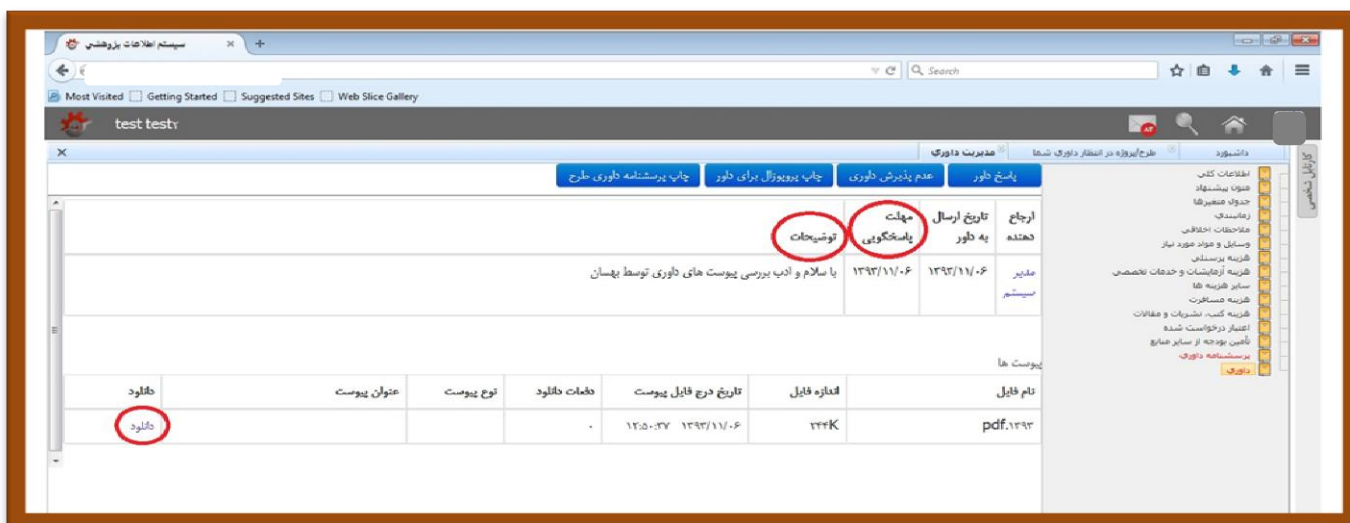 سیستم اطلاعات پژوهشی
Search
Most Visited Getting Started Suggested Sites Web Slice Gallery
test test۲
داشبورد
طرح/پروژه در انتظار داوری شما
مدیریت داوری
کارتابل شخصی
پاسخ داور
عدم پذیرش داوری
چاپ پروپوزال برای داور
چاپ پرسشنامه داوری طرح
اطلاعات کلی
متون پیشنهاد
جدول متغیرها
زمانبندی
ملاحظات اخلاقی
وسایل و مواد مورد نیاز
هزینه پرسنلی
هزینه آزمایشات و خدمات تخصصی
سایر هزینه ها
هزینه مسافرت
هزینه کتب، نشریات و مقالات
اعتبار درخواست شده
تأمین بودجه از سایر منابع
پرسشنامه داوری
داوری
ارجاع دهنده
تاریخ ارسال به داور
مهلت پاسخگویی
توضیحات
مدیر سیستم
۱۳۹۳/۱۱/۰۶
۱۳۹۳/۱۱/۰۶
با سلام و ادب بررسی پیوست های داوری توسط بهسان
پیوست ها
نام فایل
اندازه فایل
تاریخ درج فایل پیوست
دفعات دانلود
نوع پیوست
عنوان پیوست
دانلود
pdf.۱۳۹۳
۲۴۴K
۱۳۹۳/۱۱/۰۶ ۱۲:۵۰:۳۷
۰
دانلود